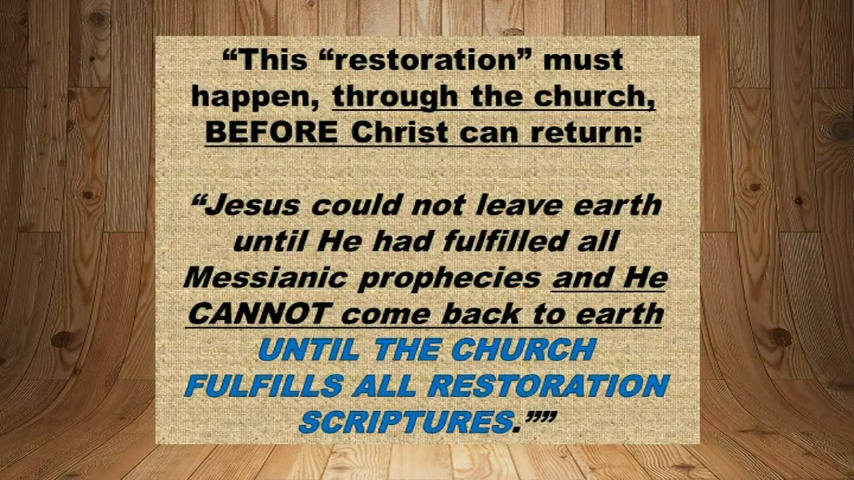 “This “restoration” must
happen, through the church,
BEFORE Christ can return:
“Jesus could not leave earth
until He had fulfilled all
Messianic prophecies and He
CANNOT come back to earth
UNTIL THE CHURCH
FULFILLS ALL RESTORATION
SCRIPTURES.””